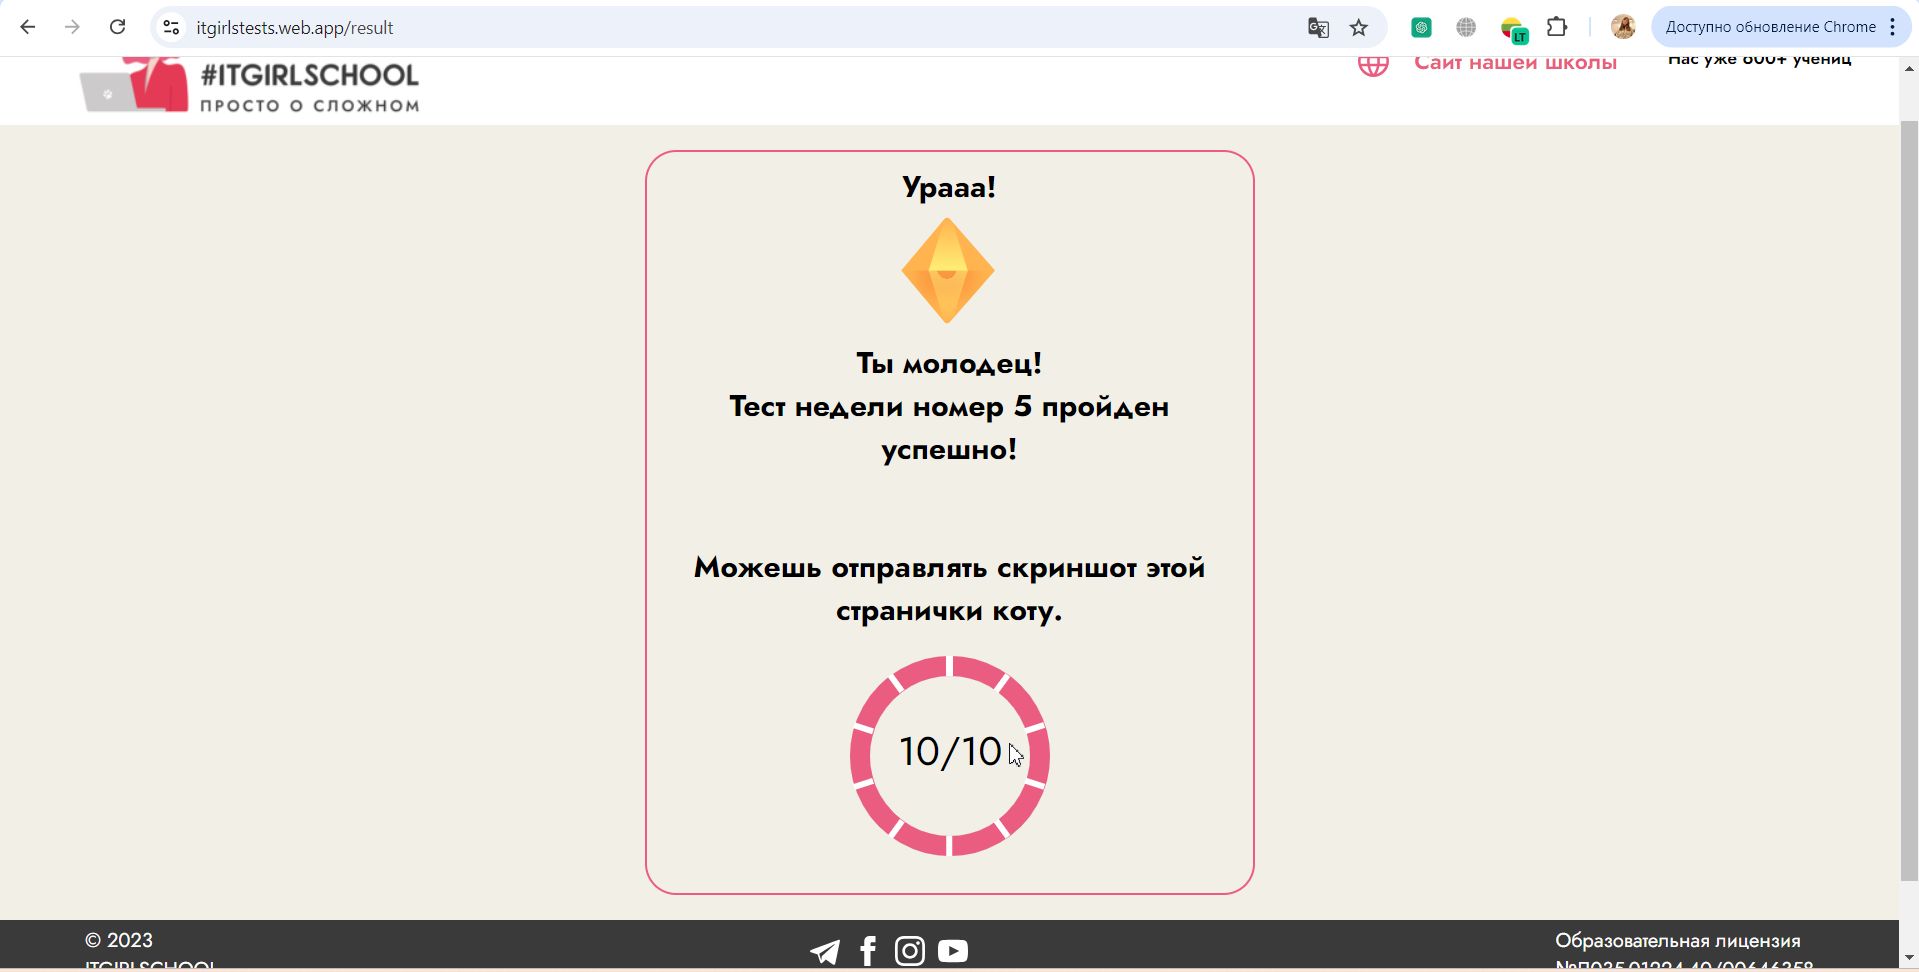 itgirlstests.web.app/result
LT
Доступно обновление Chrome
#ITGIRLSCHOOL
ПРОСТО О СЛОЖНОМ
Сайт нашей школы
Нас уже 600+ учениц
Урааа!
Ты молодец!
Тест недели номер 5 пройден
успешно!
Можешь отправлять скриншот этой
странички коту.
10/10
© 2023
ITGIRLSCHOOL
Образовательная лицензия